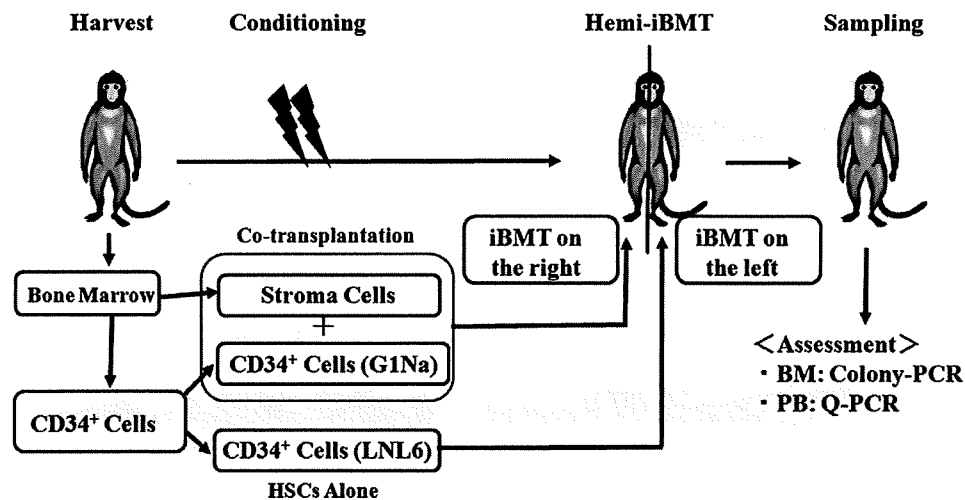 Harvest
Conditioning
Hemi-iBMT
Sampling
Co-transplantation
iBMT on
the right
iBMT on
the left
Bone Marrow
Stroma Cells
+
CD34⁺ Cells (G1Na)
CD34⁺ Cells
CD34⁺ Cells (LNL6)
HSCs Alone
＜Assessment＞
・BM: Colony-PCR
・PB: Q-PCR